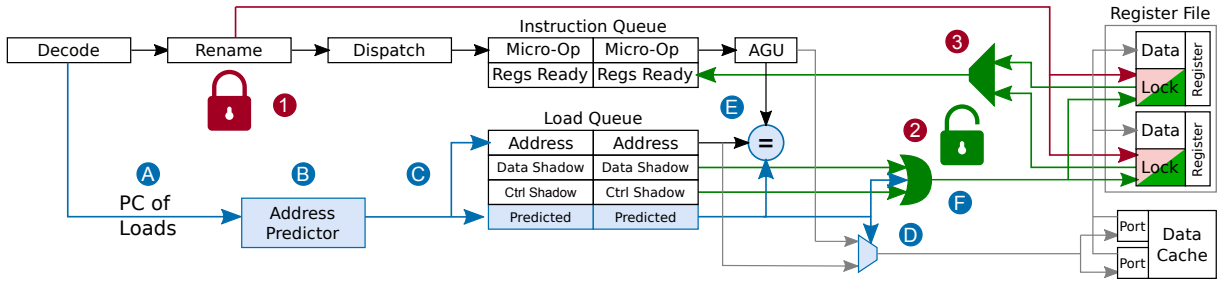 Instruction Queue
Register File
Decode
Rename
Dispatch
Micro-Op Micro-Op
Regs Ready Regs Ready
AGU
3
Data
Lock
Register
1
E
Load Queue
2
Address Address
=
Data Shadow Data Shadow
Ctrl Shadow Ctrl Shadow
Predicted Predicted
Data
Lock
Register
A
B
C
PC of
Loads
Address
Predictor
F
D
Port
Port
Data
Cache